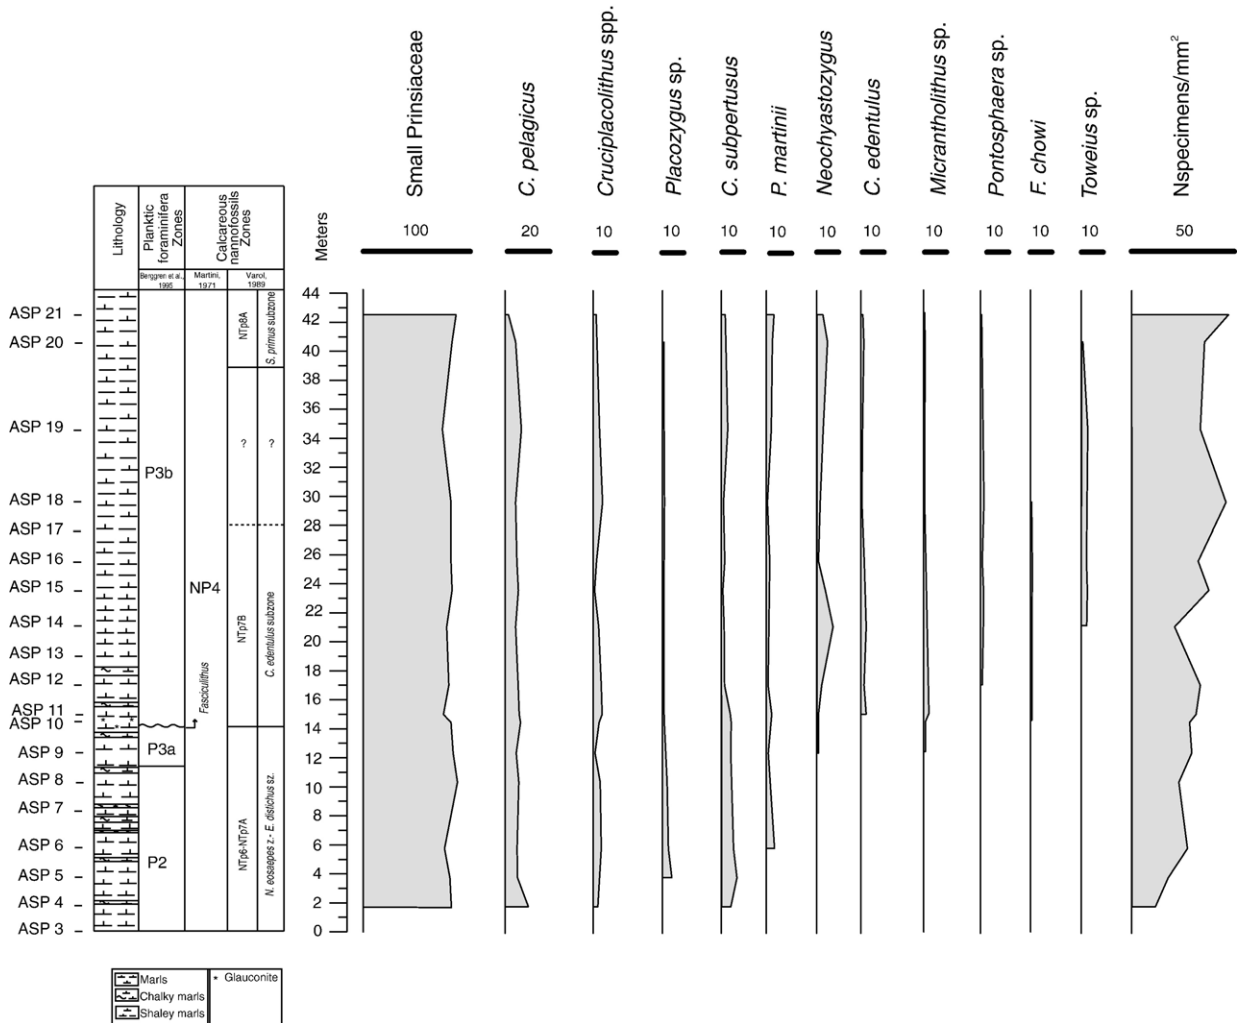 Small Prinsiaceae
C. pelagicus
Cruciplacolithus spp.
Placozygus sp.
C. subpertusus
P. martinii
Neochyastozygus
C. edentulus
Micrantholithus sp.
Pontosphaera sp.
F. chowi
Toweius sp.
Nspecimens/mm²
100
20
10
10
10
10
10
10
10
10
10
10
50
Lithology
Planktic
foraminifera
Zones
Calcareous
nannofossils
Zones
Meters
Berggren et al.,
1995
Martini,
1971
Varol,
1989
ASP 21
ASP 20
ASP 19
ASP 18
ASP 17
ASP 16
ASP 15
ASP 14
ASP 13
ASP 12
ASP 11
ASP 10
ASP 9
ASP 8
ASP 7
ASP 6
ASP 5
ASP 4
ASP 3
P3b
P3a
P2
NP4
Fasciculithus
NTp8A
?
NTp7B
NTp6-NTp7A
S. primus subzone
?
C. edentulus subzone
N. eosaepes z.- E. distichus sz.
44
42
40
38
36
34
32
30
28
26
24
22
20
18
16
14
12
10
8
6
4
2
0
Marls
Chalky marls
Shaley marls
* Glauconite